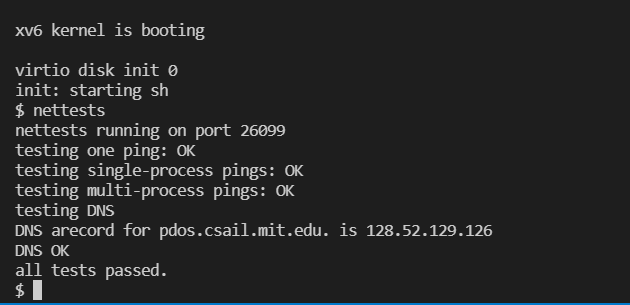 xv6 kernel is booting
virtio disk init 0
init: starting sh
$ nettests
nettests running on port 26099
testing one ping: OK
testing single-process pings: OK
testing multi-process pings: OK
testing DNS
DNS arecord for pdos.csail.mit.edu. is 128.52.129.126
DNS OK
all tests passed.
$